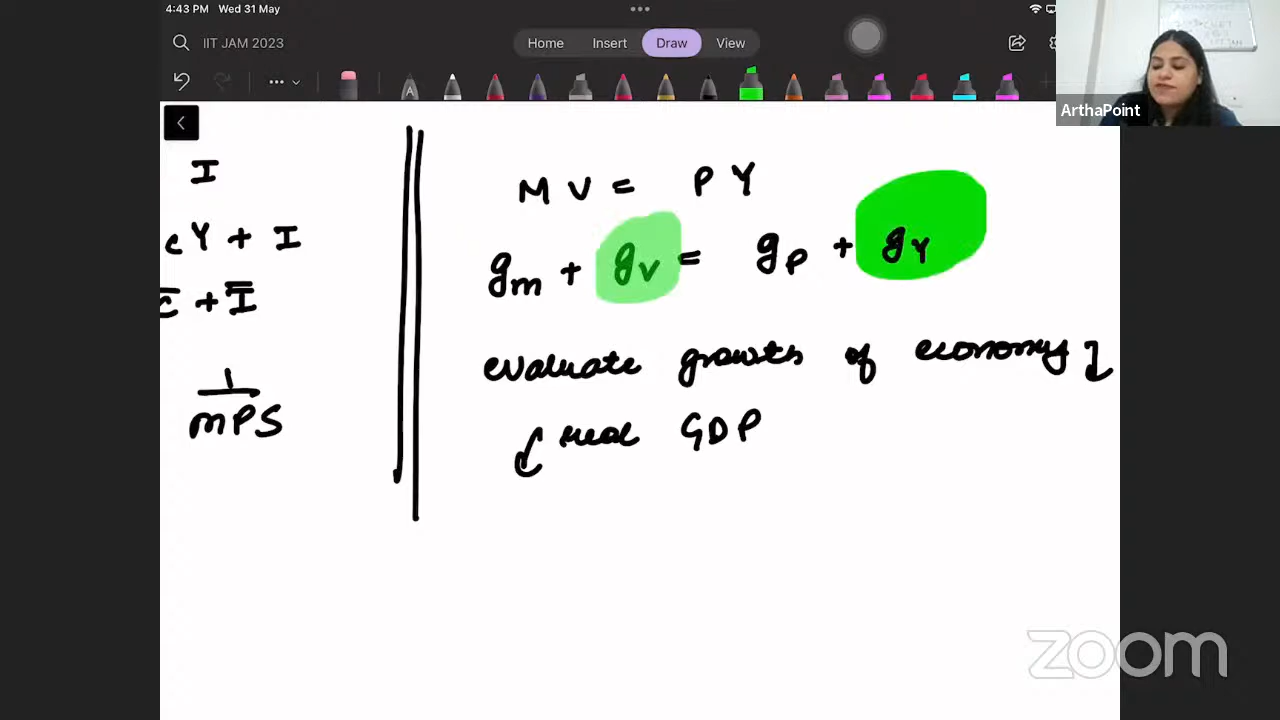 4:43 PM Wed 31 May
IIT JAM 2023
Home Insert Draw View
A
ArthaPoint
I
cY + I
C̅ + I̅
1
mPS
M V = P Y
gm + gv = gp + gY
evaluate growth of economy
real GDP
zoom